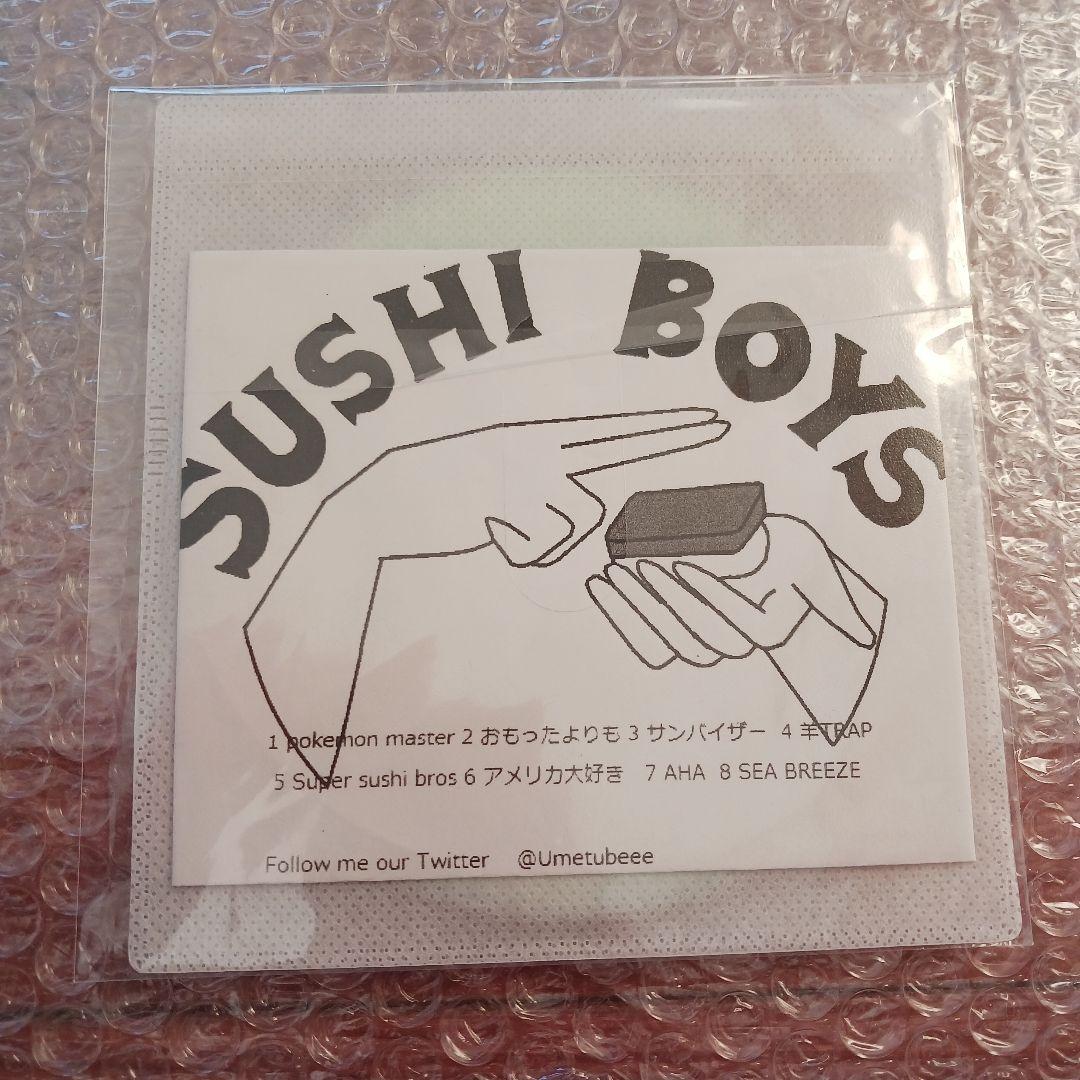 SUSHI BOYS
1 pokemon master 2 おもったよりも 3 サンバイザー 4 羊TRAP
5 Super sushi bros 6 アメリカ大好き 7 AHA 8 SEA BREEZE
Follow me our Twitter @Umetubeee